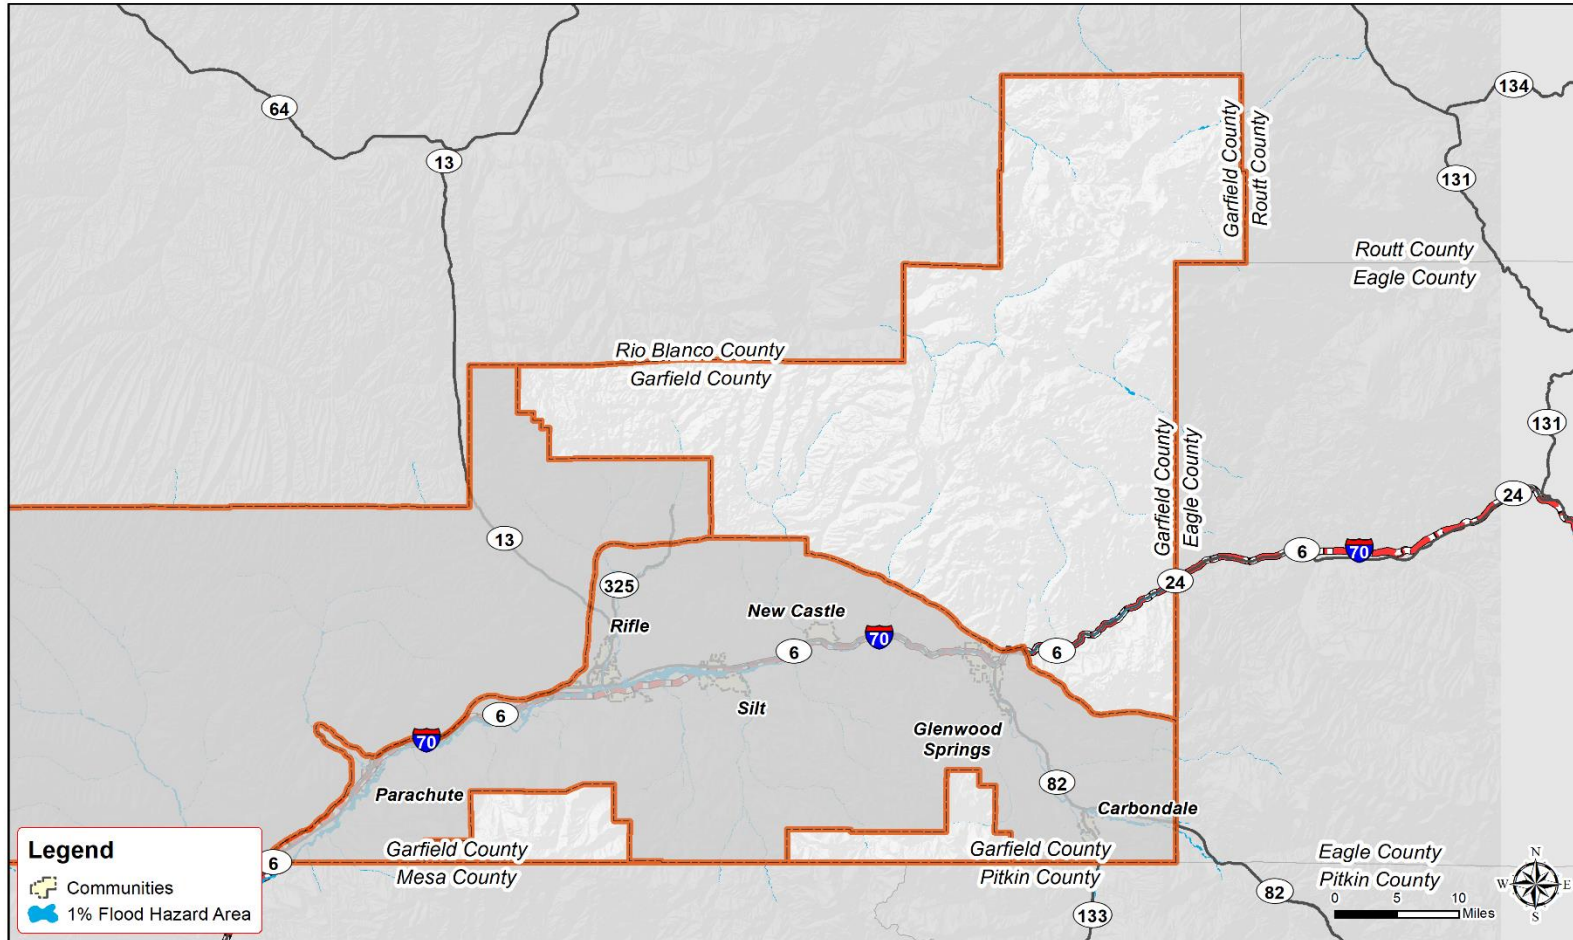 64
13
134
131
Garfield County
Routt County
Routt County
Eagle County
Rio Blanco County
Garfield County
131
Garfield County
Eagle County
24
6
70
24
13
325
Rifle
New Castle
70
6
6
Silt
6
70
Glenwood
Springs
82
Parachute
Carbondale
Legend
Communities
1% Flood Hazard Area
6
Garfield County
Mesa County
Garfield County
Pitkin County
133
82
Eagle County
Pitkin County
0
5
10
Miles
N
W
E
S